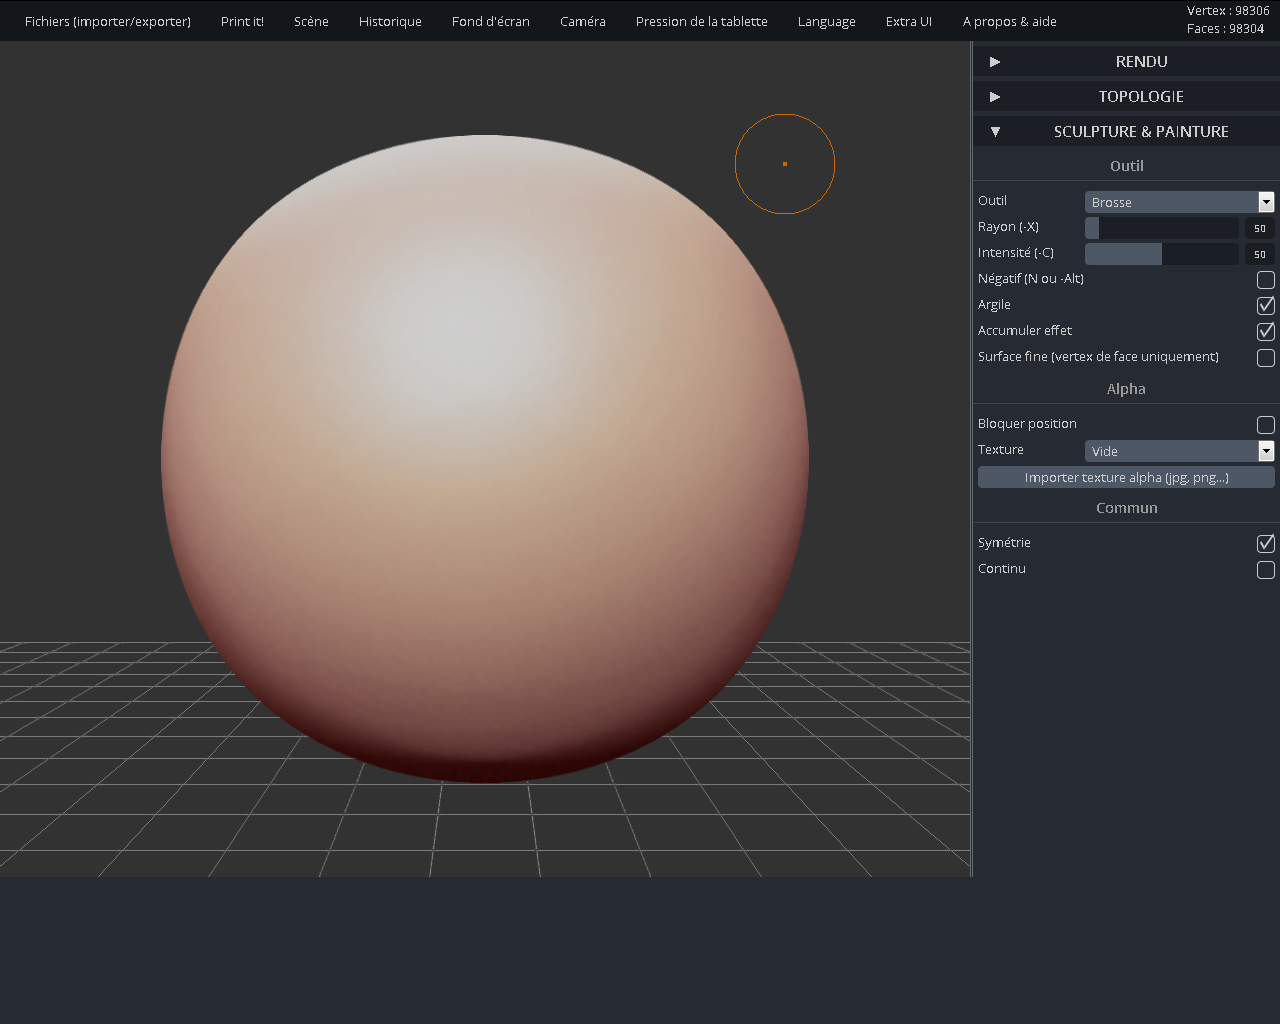 Fichiers (importer/exporter) Print it! Scène Historique Fond d'écran Caméra Pression de la tablette Language Extra UI A propos & aide
Vertex : 98306
Faces : 98304
RENDU
TOPOLOGIE
SCULPTURE & PAINTURE
Outil
Outil Brosse
Rayon (-X) 50
Intensité (-C) 50
Négatif (N ou -Alt)
Argile
Accumuler effet
Surface fine (vertex de face uniquement)
Alpha
Bloquer position
Texture Vide
Importer texture alpha (jpg, png...)
Commun
Symétrie
Continu